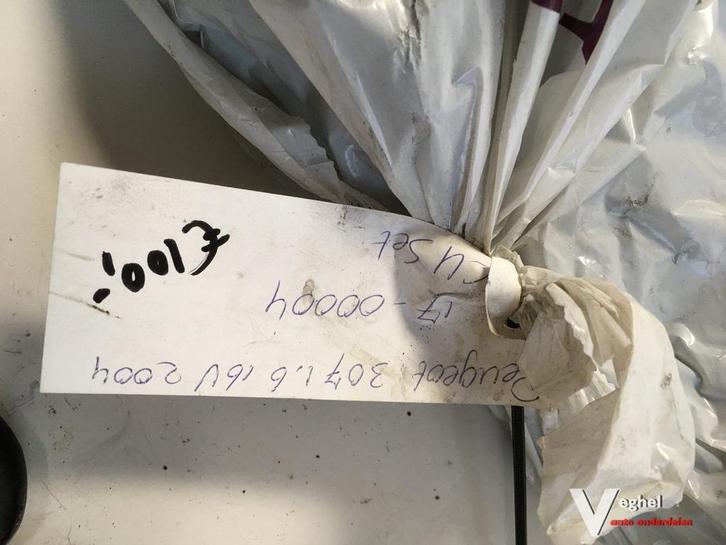 Peugeot 307 1.6 16V 2004
17-00004
CU Set
€100,-
Veghel
auto onderdelen